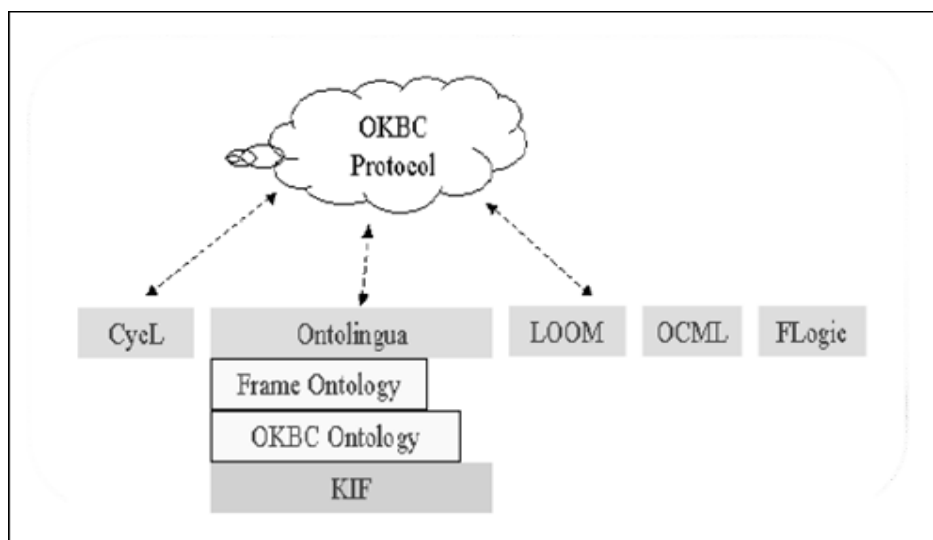 OKBC
Protocol
CycL
Ontolingua
LOOM
OCML
FLogic
Frame Ontology
OKBC Ontology
KIF